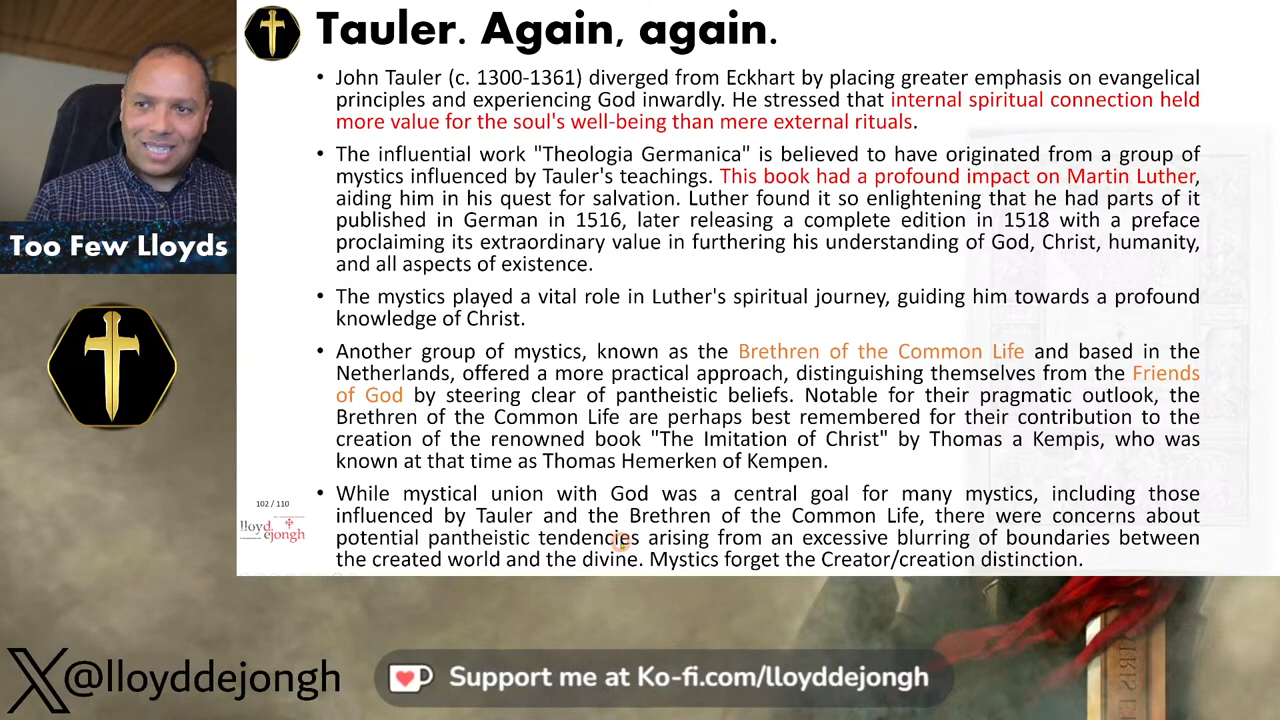 Tauler. Again, again.
• John Tauler (c. 1300-1361) diverged from Eckhart by placing greater emphasis on evangelical
principles and experiencing God inwardly. He stressed that internal spiritual connection held
more value for the soul's well-being than mere external rituals.
• The influential work "Theologia Germanica" is believed to have originated from a group of
mystics influenced by Tauler's teachings. This book had a profound impact on Martin Luther,
aiding him in his quest for salvation. Luther found it so enlightening that he had parts of it
published in German in 1516, later releasing a complete edition in 1518 with a preface
proclaiming its extraordinary value in furthering his understanding of God, Christ, humanity,
and all aspects of existence.
• The mystics played a vital role in Luther's spiritual journey, guiding him towards a profound
knowledge of Christ.
• Another group of mystics, known as the Brethren of the Common Life and based in the
Netherlands, offered a more practical approach, distinguishing themselves from the Friends
of God by steering clear of pantheistic beliefs. Notable for their pragmatic outlook, the
Brethren of the Common Life are perhaps best remembered for their contribution to the
creation of the renowned book "The Imitation of Christ" by Thomas a Kempis, who was
known at that time as Thomas Hemerken of Kempen.
• While mystical union with God was a central goal for many mystics, including those
influenced by Tauler and the Brethren of the Common Life, there were concerns about
potential pantheistic tendencies arising from an excessive blurring of boundaries between
the created world and the divine. Mystics forget the Creator/creation distinction.
Too Few Lloyds
102 / 110
lloyd
dejongh
X@lloyddejongh
Support me at Ko-fi.com/lloyddejongh